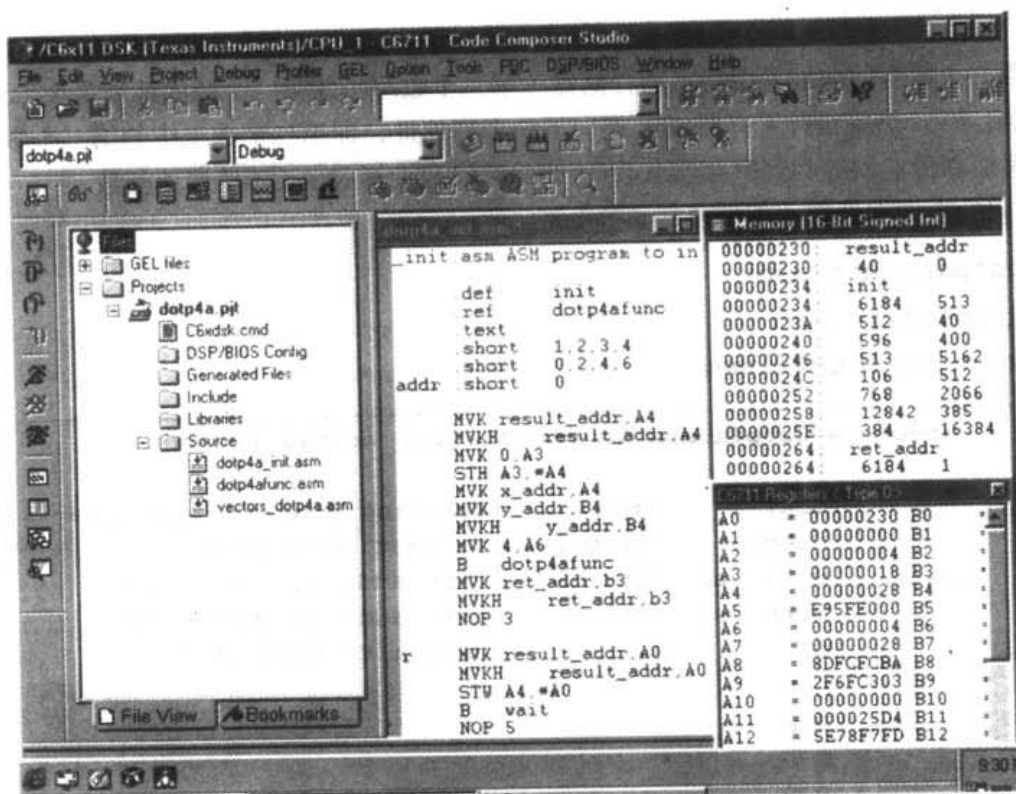 /C6x11 DSK (Texas Instruments)/CPU_1 - C6711 - Code Composer Studio
File Edit View Project Debug Profiler GEL Option Tools PBC DSP/BIOS Window Help
dotp4a.pjt Debug
Files
GEL files
Projects
dotp4a.pjt
C6xdsk.cmd
DSP/BIOS Config
Generated Files
Include
Libraries
Source
dotp4a_init.asm
dotp4afunc.asm
vectors_dotp4a.asm
File View Bookmarks
dotp4a_init.asm *
_init.asm ASM program to in
.def init
.ref dotp4afunc
.text
.short 1,2,3,4
.short 0,2,4,6
addr .short 0
MVK result_addr,A4
MVKH result_addr,A4
MVK 0,A3
STH A3,*A4
MVK x_addr,A4
MVK y_addr,B4
MVKH y_addr,B4
MVK 4,A6
B dotp4afunc
MVK ret_addr,b3
MVKH ret_addr,b3
NOP 3
r MVK result_addr,A0
MVKH result_addr,A0
STW A4,*A0
B wait
NOP 5
Memory (16-Bit Signed Int)
00000230: result_addr
00000230: 40 0
00000234: init
00000234: 6184 513
0000023A: 512 40
00000240: 596 400
00000246: 513 5162
0000024C: 106 512
00000252: 768 2066
00000258: 12842 385
0000025E: 384 16384
00000264: ret_addr
00000264: 6184 1
C6711 Registers (Type 0)
A0 = 00000230 B0 =
A1 = 00000000 B1 =
A2 = 00000004 B2 =
A3 = 00000018 B3 =
A4 = 00000028 B4 =
A5 = E95FE000 B5 =
A6 = 00000004 B6 =
A7 = 00000028 B7 =
A8 = 8DFCFCBA B8 =
A9 = 2F6FC303 B9 =
A10 = 00000000 B10 =
A11 = 000025D4 B11 =
A12 = 5E78F7FD B12 =
9:30